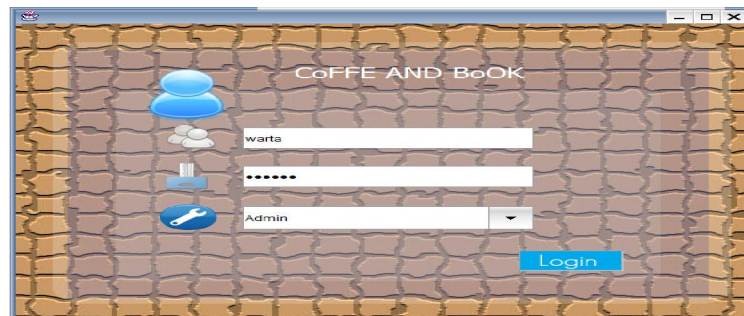 CoFFE AND BoOK
warta
••••••
Admin
Login